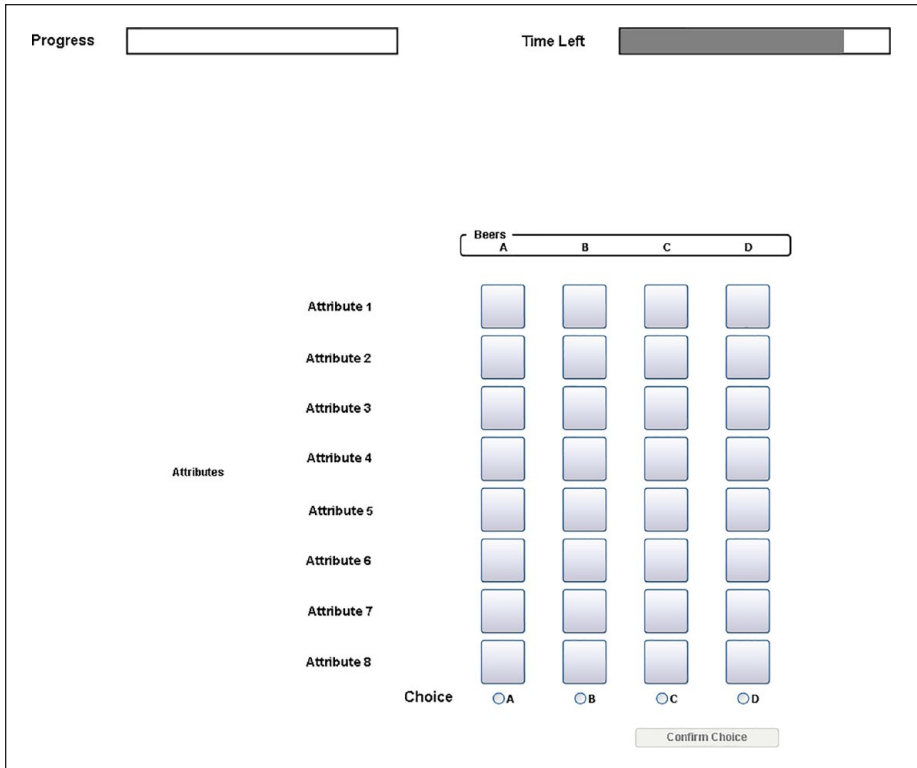 Progress
Time Left
Beers
A B C D
Attribute 1
Attribute 2
Attribute 3
Attribute 4
Attributes
Attribute 5
Attribute 6
Attribute 7
Attribute 8
Choice A B C D
Confirm Choice